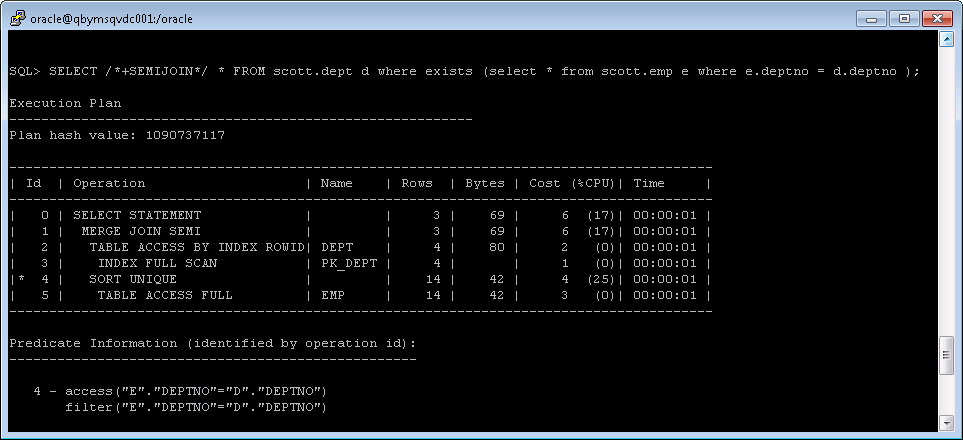 oracle@qbymsqvdc001:/oracle
SQL> SELECT /*+SEMIJOIN*/ * FROM scott.dept d where exists (select * from scott.emp e where e.deptno = d.deptno );
Execution Plan
----------------------------------------------------------
Plan hash value: 1090737117
----------------------------------------------------------------------------------------
| Id  | Operation                    | Name    | Rows  | Bytes | Cost (%CPU)| Time     |
----------------------------------------------------------------------------------------
|   0 | SELECT STATEMENT             |         |     3 |    69 |     6  (17)| 00:00:01 |
|   1 |  MERGE JOIN SEMI             |         |     3 |    69 |     6  (17)| 00:00:01 |
|   2 |   TABLE ACCESS BY INDEX ROWID| DEPT    |     4 |    80 |     2   (0)| 00:00:01 |
|   3 |    INDEX FULL SCAN           | PK_DEPT |     4 |       |     1   (0)| 00:00:01 |
|*  4 |   SORT UNIQUE                |         |    14 |    42 |     4  (25)| 00:00:01 |
|   5 |    TABLE ACCESS FULL         | EMP     |    14 |    42 |     3   (0)| 00:00:01 |
----------------------------------------------------------------------------------------
Predicate Information (identified by operation id):
---------------------------------------------------
   4 - access("E"."DEPTNO"="D"."DEPTNO")
       filter("E"."DEPTNO"="D"."DEPTNO")